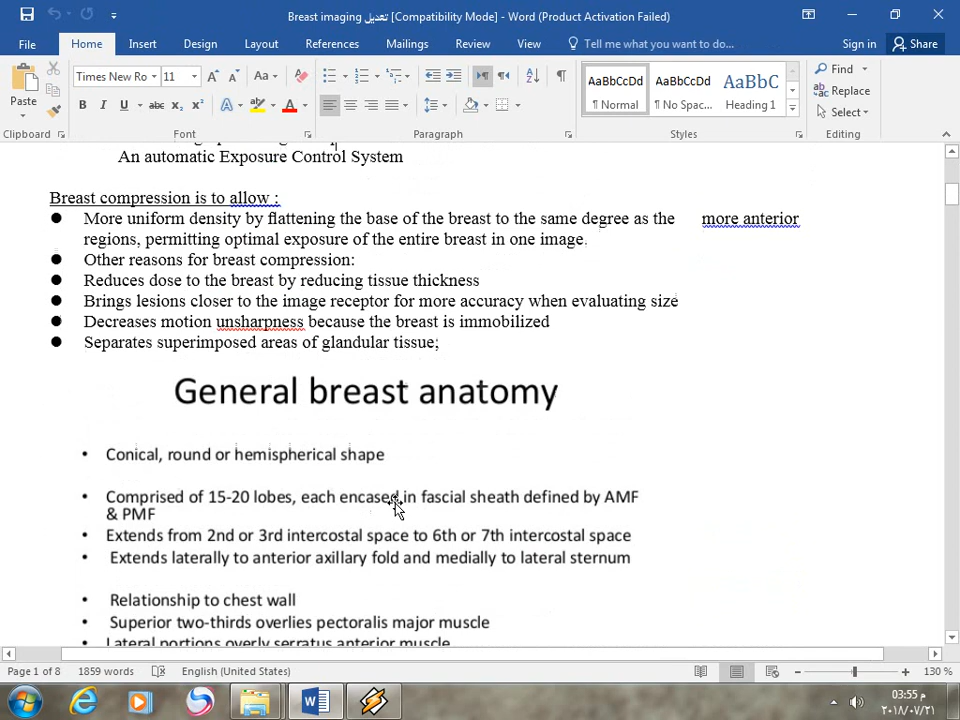 Breast imaging تعديل [Compatibility Mode] - Word (Product Activation Failed)
File Home Insert Design Layout References Mailings Review View Tell me what you want to do... Sign in Share
Paste Times New Ro 11 Aa AaBbCcDd AaBbCcDd AaBbC Find
¶ Normal ¶ No Spac... Heading 1 Replace
Select
Clipboard Font Paragraph Styles Editing
An automatic Exposure Control System
Breast compression is to allow :
● More uniform density by flattening the base of the breast to the same degree as the more anterior
regions, permitting optimal exposure of the entire breast in one image.
● Other reasons for breast compression:
● Reduces dose to the breast by reducing tissue thickness
● Brings lesions closer to the image receptor for more accuracy when evaluating size
● Decreases motion unsharpness because the breast is immobilized
● Separates superimposed areas of glandular tissue;
General breast anatomy
• Conical, round or hemispherical shape
• Comprised of 15-20 lobes, each encased in fascial sheath defined by AMF
& PMF
• Extends from 2nd or 3rd intercostal space to 6th or 7th intercostal space
• Extends laterally to anterior axillary fold and medially to lateral sternum
• Relationship to chest wall
• Superior two-thirds overlies pectoralis major muscle
• Lateral portions overly serratus anterior muscle
Page 1 of 8 1859 words English (United States) 130 %
03:55 م
٢٠١٨/٠٧/٢١